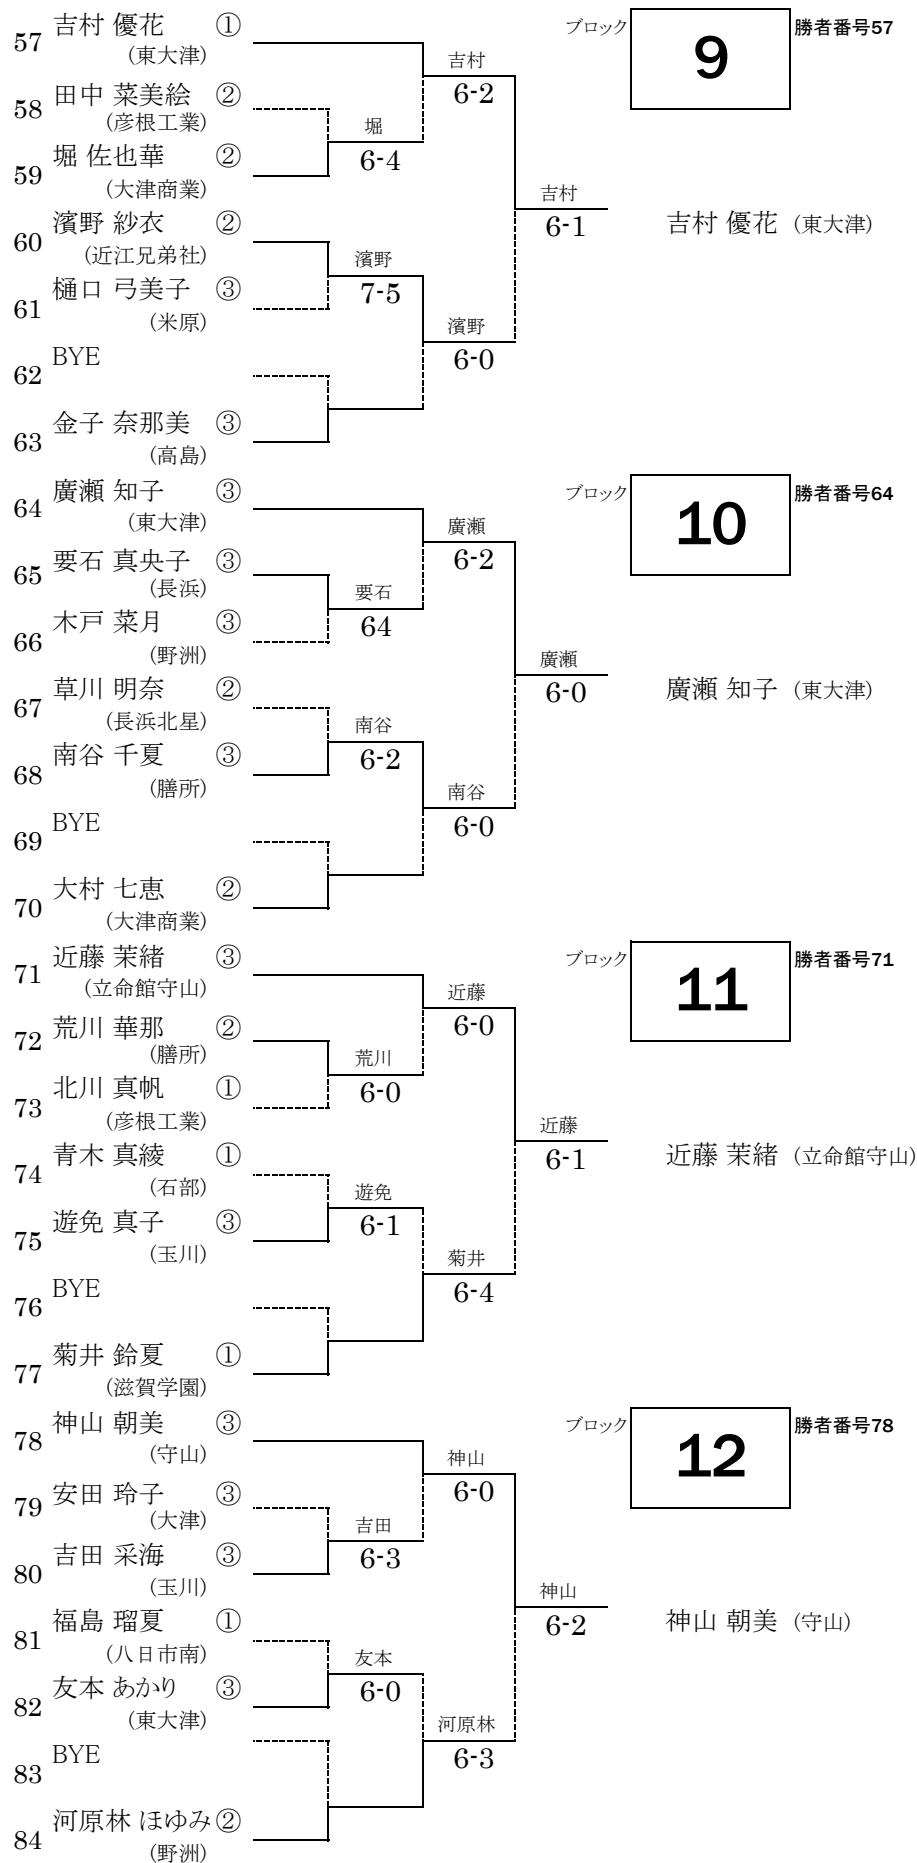 57 吉村 優花 ①
(東大津)
58 田中 菜美絵 ②
(彦根工業)
59 堀 佐也華 ②
(大津商業)
60 濱野 紗衣 ②
(近江兄弟社)
61 樋口 弓美子 ③
(米原)
62 BYE
63 金子 奈那美 ③
(高島)
堀
6-4
濱野
7-5
吉村
6-2
濱野
6-0
吉村
6-1
ブロック 9 勝者番号57
吉村 優花 (東大津)
64 廣瀬 知子 ③
(東大津)
65 要石 真央子 ③
(長浜)
66 木戸 菜月 ③
(野洲)
67 草川 明奈 ②
(長浜北星)
68 南谷 千夏 ③
(膳所)
69 BYE
70 大村 七恵 ②
(大津商業)
要石
64
南谷
6-2
廣瀬
6-2
南谷
6-0
廣瀬
6-0
ブロック 10 勝者番号64
廣瀬 知子 (東大津)
71 近藤 茉緒 ③
(立命館守山)
72 荒川 華那 ②
(膳所)
73 北川 真帆 ①
(彦根工業)
74 青木 真綾 ①
(石部)
75 遊免 真子 ③
(玉川)
76 BYE
77 菊井 鈴夏 ①
(滋賀学園)
荒川
6-0
遊免
6-1
近藤
6-0
菊井
6-4
近藤
6-1
ブロック 11 勝者番号71
近藤 茉緒 (立命館守山)
78 神山 朝美 ③
(守山)
79 安田 玲子 ③
(大津)
80 吉田 采海 ③
(玉川)
81 福島 瑠夏 ①
(八日市南)
82 友本 あかり ③
(東大津)
83 BYE
84 河原林 ほゆみ ②
(野洲)
吉田
6-3
友本
6-0
神山
6-0
河原林
6-3
神山
6-2
ブロック 12 勝者番号78
神山 朝美 (守山)